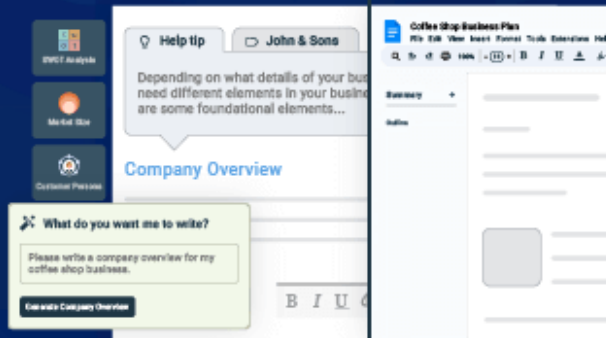 SWOT Analysis
Market Size
Customer Persona
Help tip
John & Sons
Depending on what details of your bus
need different elements in your busine
are some foundational elements...
Company Overview
What do you want me to write?
Please write a company overview for my
coffee shop business.
Generate Company Overview
B I U
Coffee Shop Business Plan
File Edit View Insert Format Tools Extensions Hel
100% B I U A
Summary +
Outline